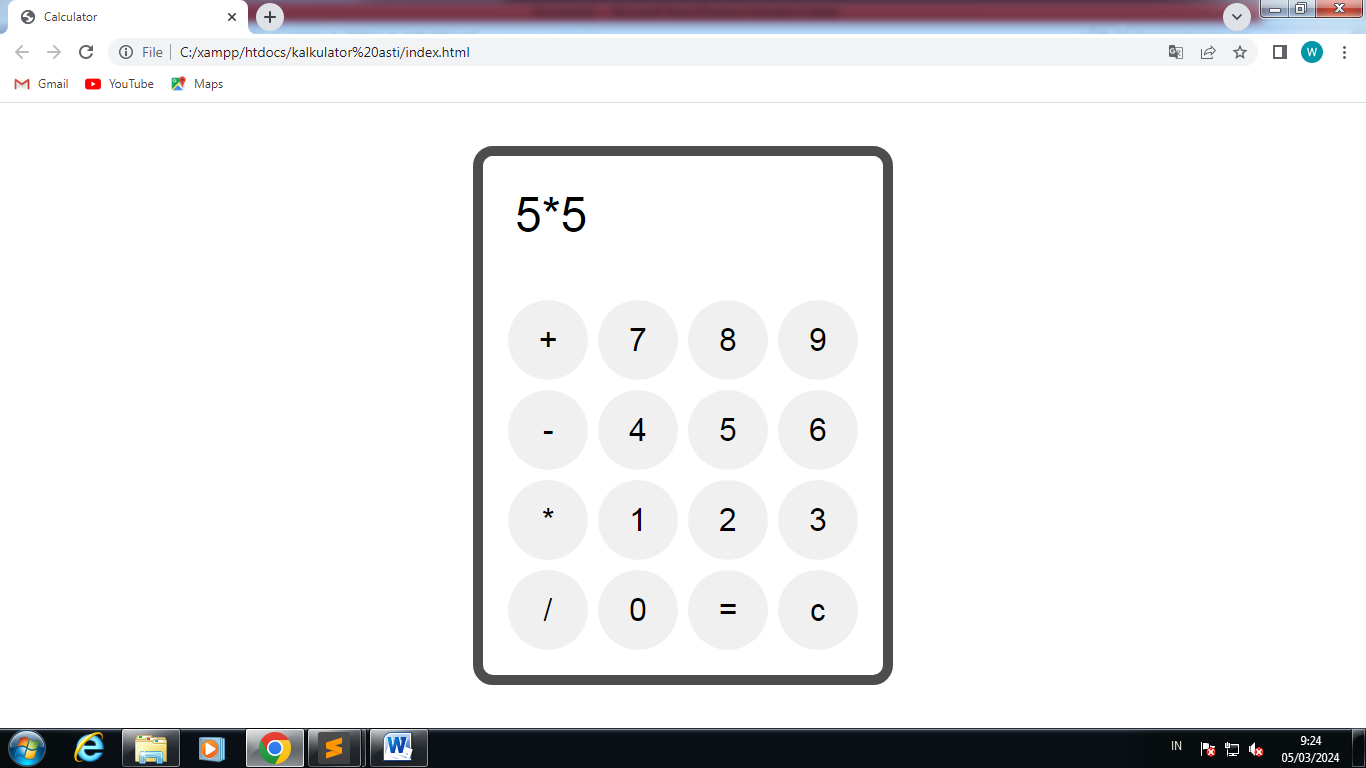 Calculator
File C:/xampp/htdocs/kalkulator%20asti/index.html
W
Gmail YouTube Maps
5*5
+ 7 8 9
- 4 5 6
* 1 2 3
/ 0 = c
IN
9:24
05/03/2024